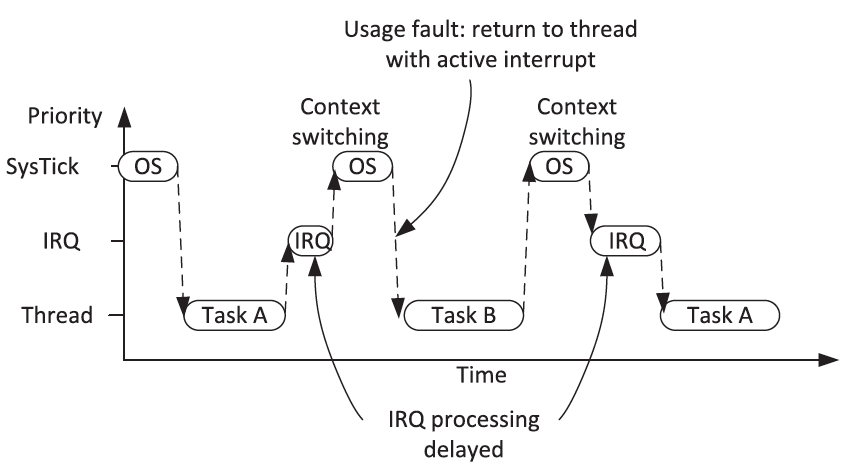 Usage fault: return to thread
with active interrupt
Priority
Context
switching
Context
switching
SysTick
OS
OS
OS
IRQ
IRQ
IRQ
Thread
Task A
Task B
Task A
Time
IRQ processing
delayed